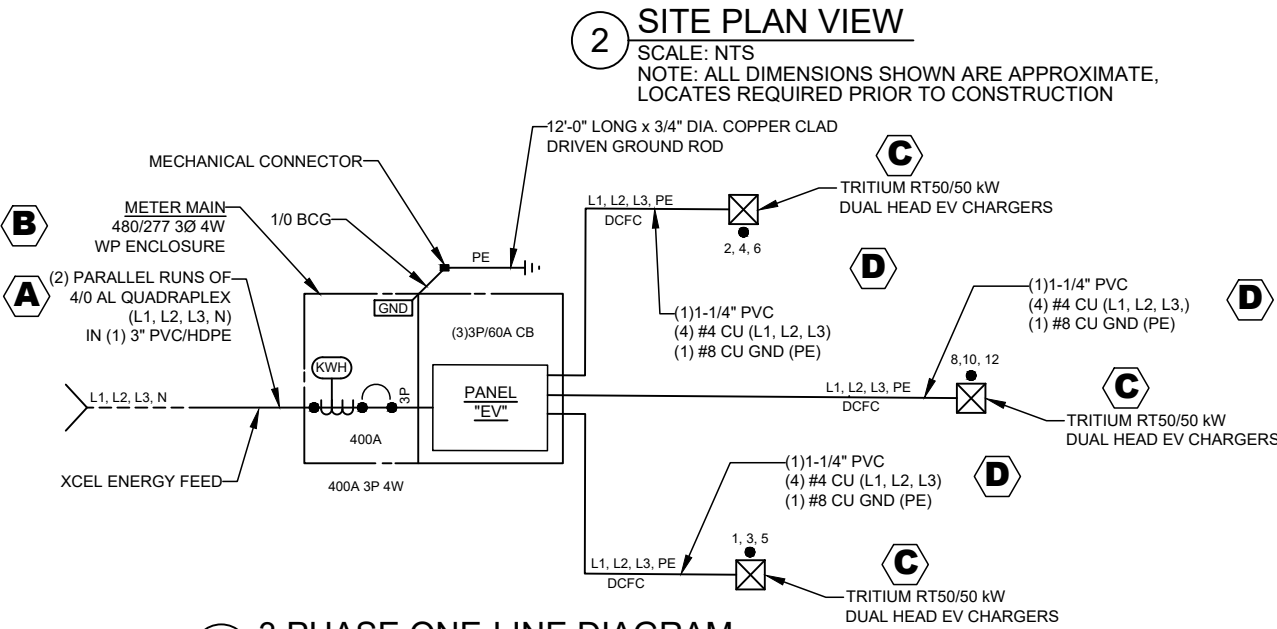 2
SITE PLAN VIEW
SCALE: NTS
NOTE: ALL DIMENSIONS SHOWN ARE APPROXIMATE,
LOCATES REQUIRED PRIOR TO CONSTRUCTION
12'-0" LONG x 3/4" DIA. COPPER CLAD
DRIVEN GROUND ROD
MECHANICAL CONNECTOR
C
TRITIUM RT50/50 kW
DUAL HEAD EV CHARGERS
L1, L2, L3, PE
DCFC
2, 4, 6
B
METER MAIN
480/277 3Ø 4W
WP ENCLOSURE
1/0 BCG
PE
GND
A
(2) PARALLEL RUNS OF
4/0 AL QUADRAPLEX
(L1, L2, L3, N)
IN (1) 3" PVC/HDPE
D
(1)1-1/4" PVC
(4) #4 CU (L1, L2, L3)
(1) #8 CU GND (PE)
(1)1-1/4" PVC
(4) #4 CU (L1, L2, L3,)
(1) #8 CU GND (PE)
D
(3)3P/60A CB
KWH
3P
PANEL
"EV"
400A
400A 3P 4W
L1, L2, L3, N
XCEL ENERGY FEED
8,10, 12
L1, L2, L3, PE
DCFC
C
TRITIUM RT50/50 kW
DUAL HEAD EV CHARGERS
(1)1-1/4" PVC
(4) #4 CU (L1, L2, L3)
(1) #8 CU GND (PE)
D
1, 3, 5
L1, L2, L3, PE
DCFC
C
TRITIUM RT50/50 kW
DUAL HEAD EV CHARGERS
3 PHASE ONE-LINE DIAGRAM